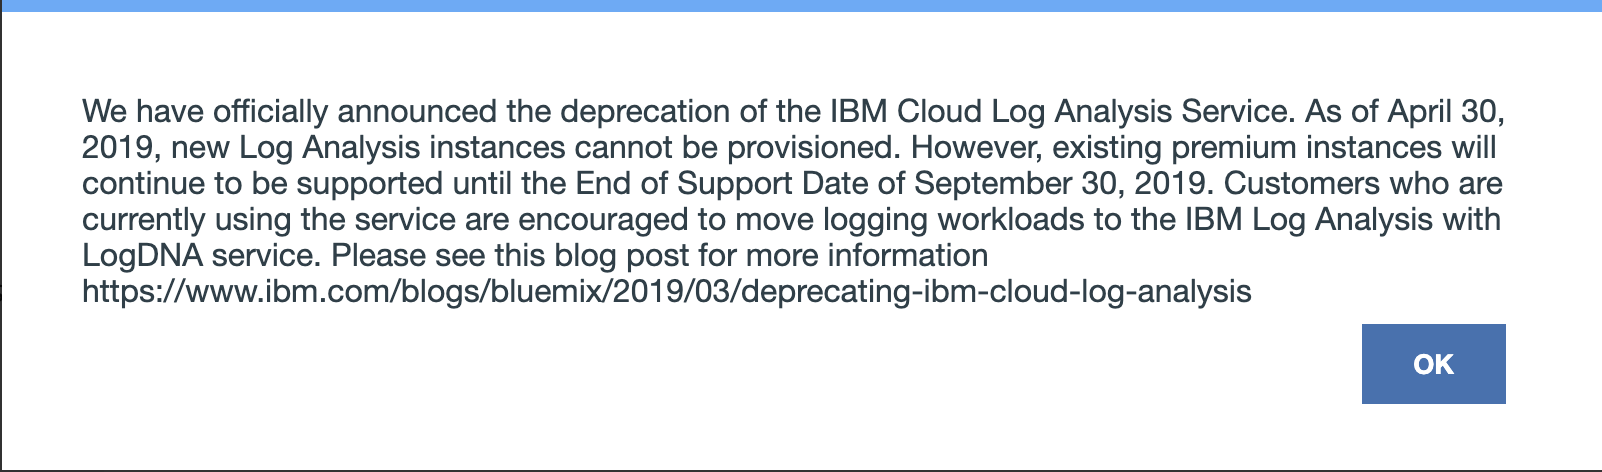 We have officially announced the deprecation of the IBM Cloud Log Analysis Service. As of April 30,
2019, new Log Analysis instances cannot be provisioned. However, existing premium instances will
continue to be supported until the End of Support Date of September 30, 2019. Customers who are
currently using the service are encouraged to move logging workloads to the IBM Log Analysis with
LogDNA service. Please see this blog post for more information
https://www.ibm.com/blogs/bluemix/2019/03/deprecating-ibm-cloud-log-analysis
OK